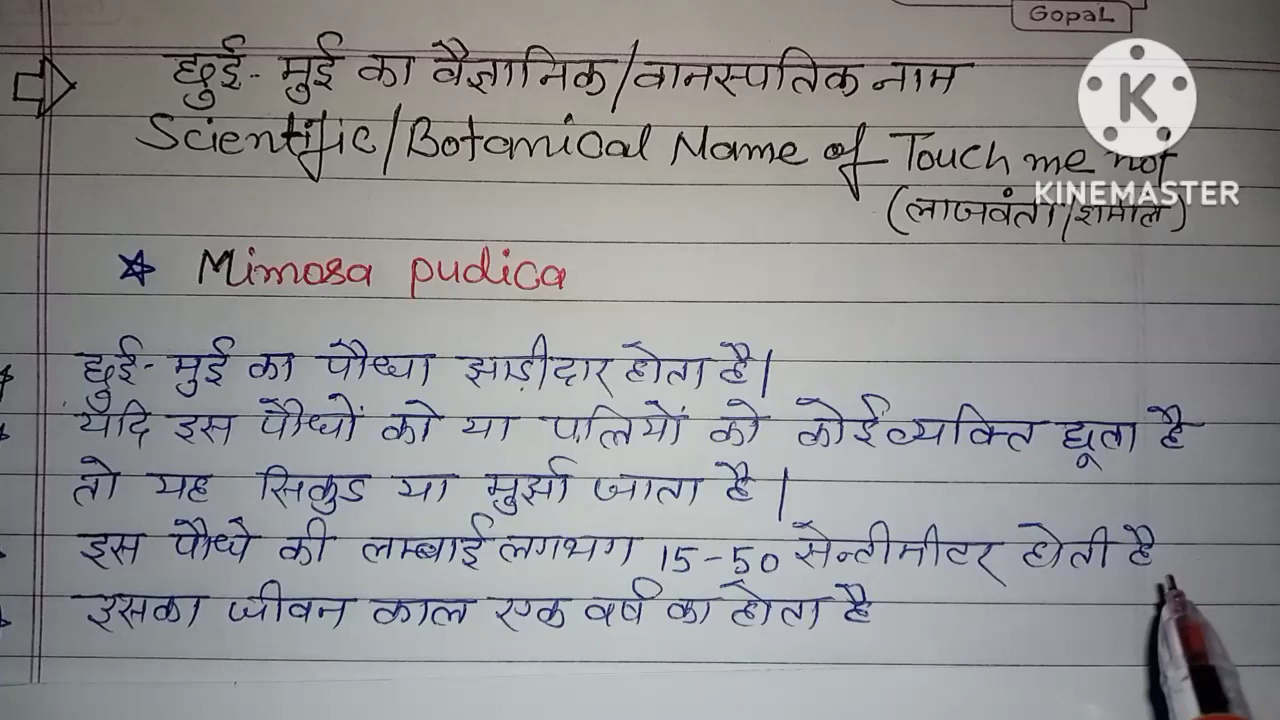 Gopal
छुई-मुई का वैज्ञानिक/वानस्पतिक नाम
Scientific/Botanical Name of Touch me not
(लाजवंती/शर्मीली)
K
KINEMASTER
Mimosa pudica
छुई-मुई का पौधा झाड़ीदार होता है।
यदि इस पौधों को या पत्तियों को कोई व्यक्ति छूता है
तो यह सिकुड या मुर्झा जाता है।
इस पौधे की लम्बाई लगभग 15-50 सेन्टीमीटर होती है
इसका जीवन काल एक वर्ष का होता है